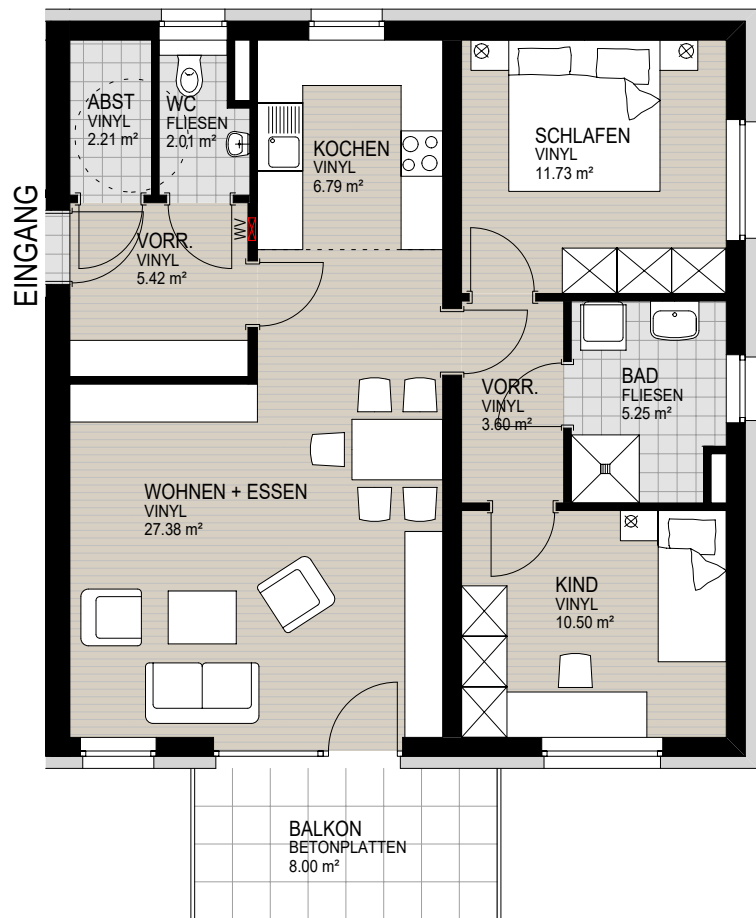 ABST
VINYL
2.21 m²
WC
FLIESEN
2.01 m²
KOCHEN
VINYL
6.79 m²
SCHLAFEN
VINYL
11.73 m²
EINGANG
VORR.
VINYL
5.42 m²
WV
VORR.
VINYL
3.60 m²
BAD
FLIESEN
5.25 m²
WOHNEN + ESSEN
VINYL
27.38 m²
KIND
VINYL
10.50 m²
BALKON
BETONPLATTEN
8.00 m²